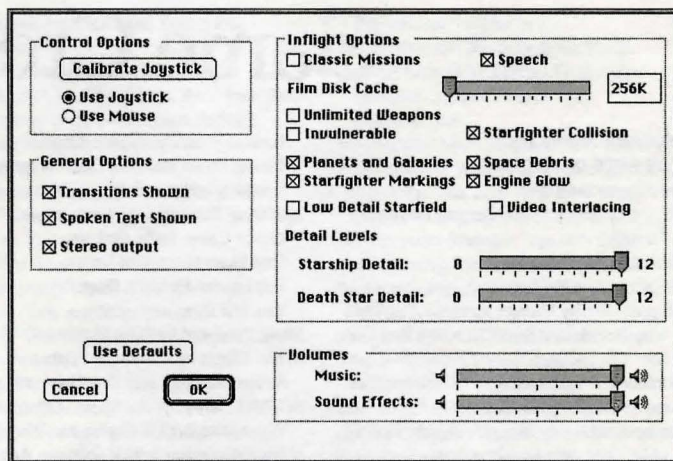 Control Options
Calibrate Joystick
Use Joystick
Use Mouse
General Options
Transitions Shown
Spoken Text Shown
Stereo output
Use Defaults
Cancel
OK
Inflight Options
Classic Missions
Speech
Film Disk Cache
256K
Unlimited Weapons
Invulnerable
Starfighter Collision
Planets and Galaxies
Space Debris
Starfighter Markings
Engine Glow
Low Detail Starfield
Video Interlacing
Detail Levels
Starship Detail: 0 12
Death Star Detail: 0 12
Volumes
Music:
Sound Effects: